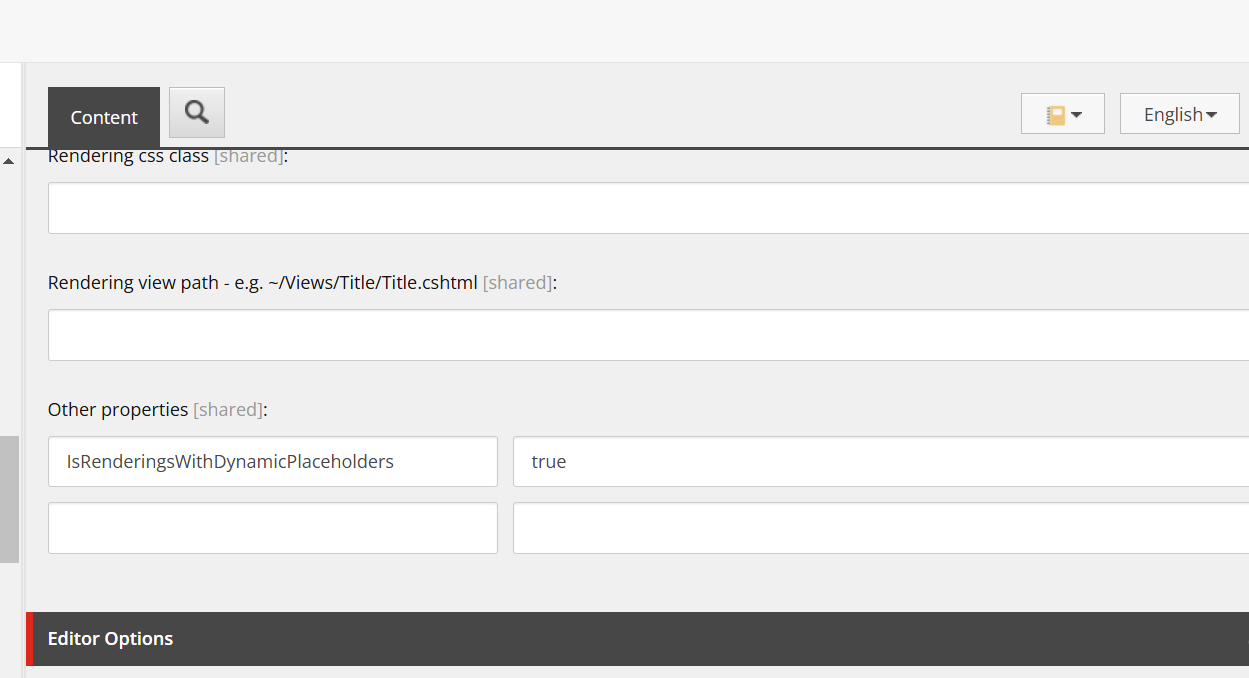 Content
English
Rendering css class [shared]:
Rendering view path - e.g. ~/Views/Title/Title.cshtml [shared]:
Other properties [shared]:
IsRenderingsWithDynamicPlaceholders true
Editor Options